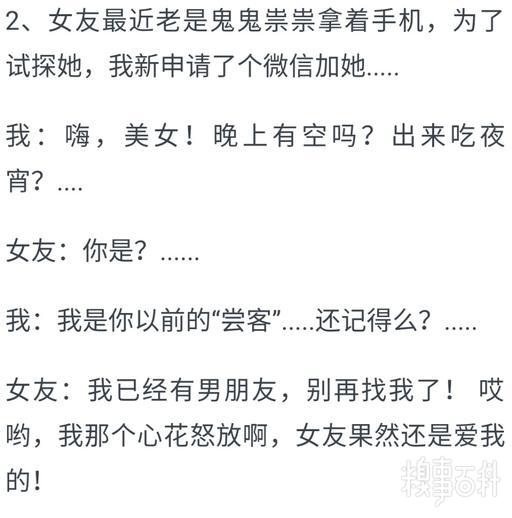 2、女友最近老是鬼鬼祟祟拿着手机，为了
试探她，我新申请了个微信加她.....
我：嗨，美女！晚上有空吗？出来吃夜
宵？....
女友：你是？......
我：我是你以前的“尝客”.....还记得么？.....
女友：我已经有男朋友，别再找我了！ 哎
哟，我那个心花怒放啊，女友果然还是爱我
的！
糗事百科